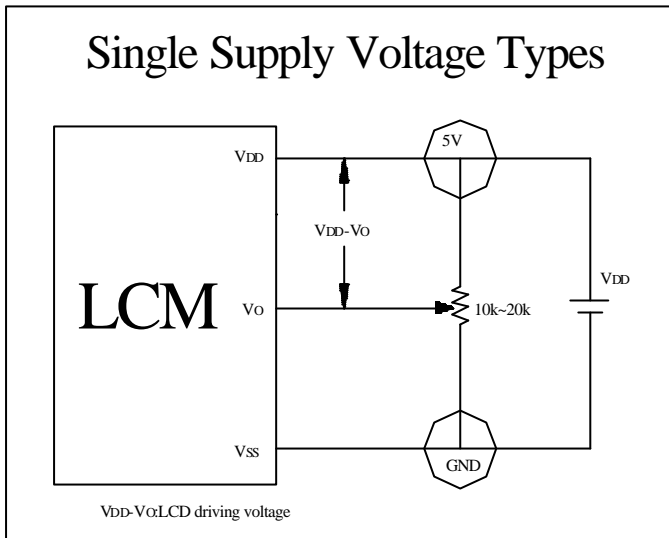 Single Supply Voltage Types
5V
VDD
VDD-VO
VDD
LCM
VO
10k~20k
VSS
GND
VDD-VO:LCD driving voltage